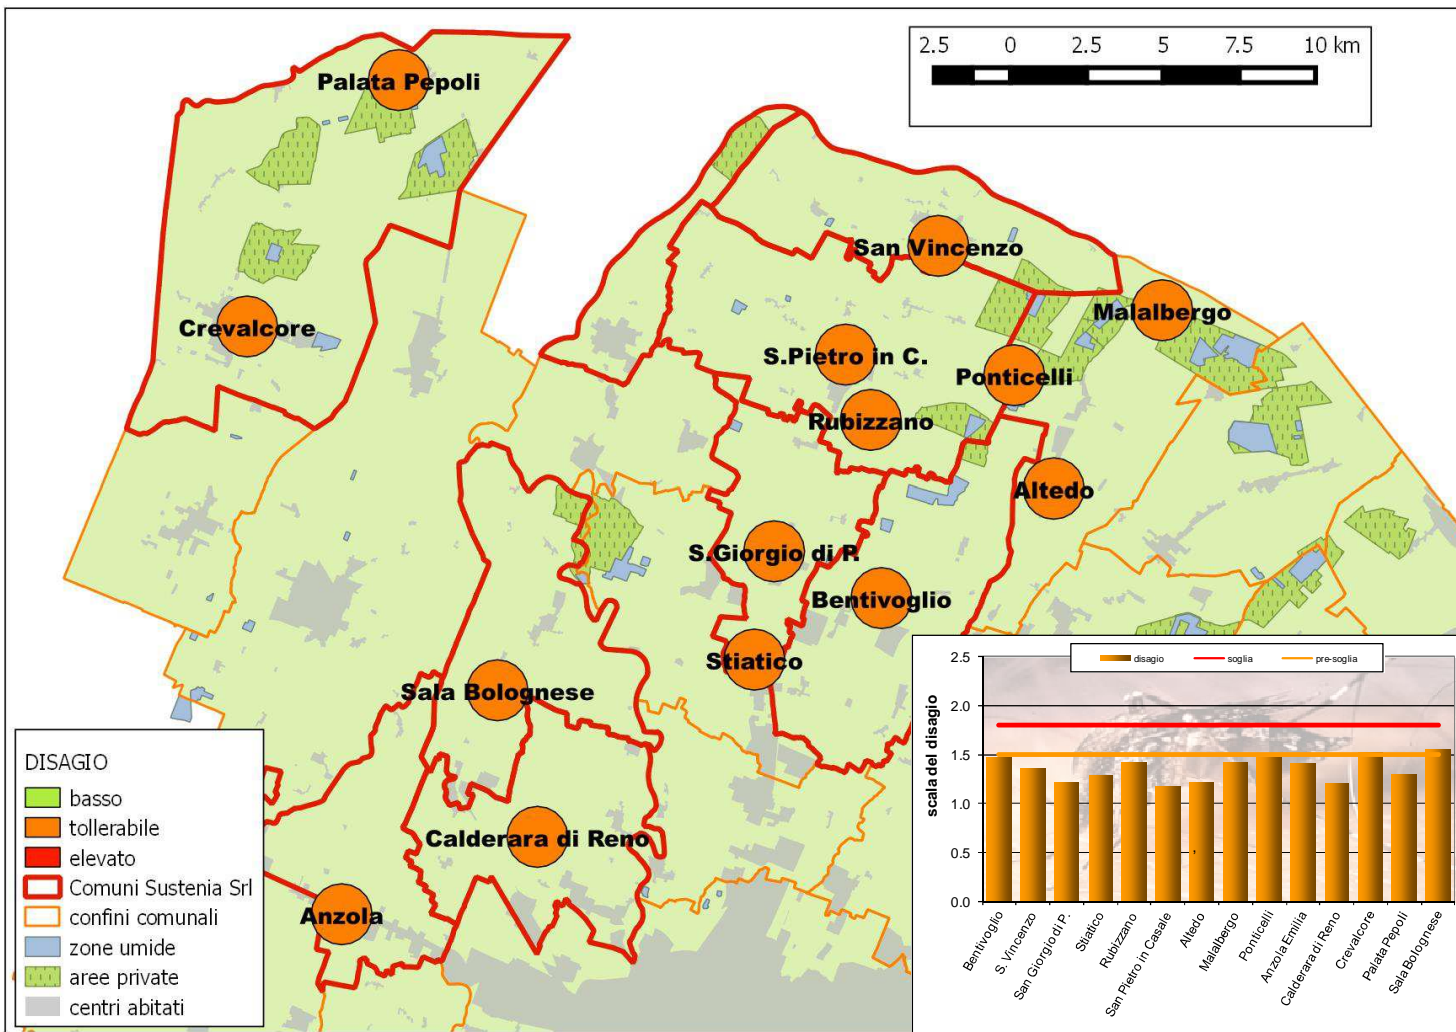 2.5 0 2.5 5 7.5 10 km
Palata Pepoli
San Vincenzo
Malalbergo
Crevalcore
S.Pietro in C.
Ponticelli
Rubizzano
Altedo
S.Giorgio di P.
Bentivoglio
Stiatico
Sala Bolognese
Calderara di Reno
Anzola
DISAGIO
basso
tollerabile
elevato
Comuni Sustenia Srl
confini comunali
zone umide
aree private
centri abitati
disagio soglia pre-soglia
scala del disagio
2.5
2.0
1.5
1.0
0.5
0.0
,
Bentivoglio
S. Vincenzo
San Giorgio di P.
Stiatico
Rubizzano
San Pietro in Casale
Altedo
Malalbergo
Ponticelli
Anzola Emilia
Calderara di Reno
Crevalcore
Palata Pepoli
Sala Bolognese